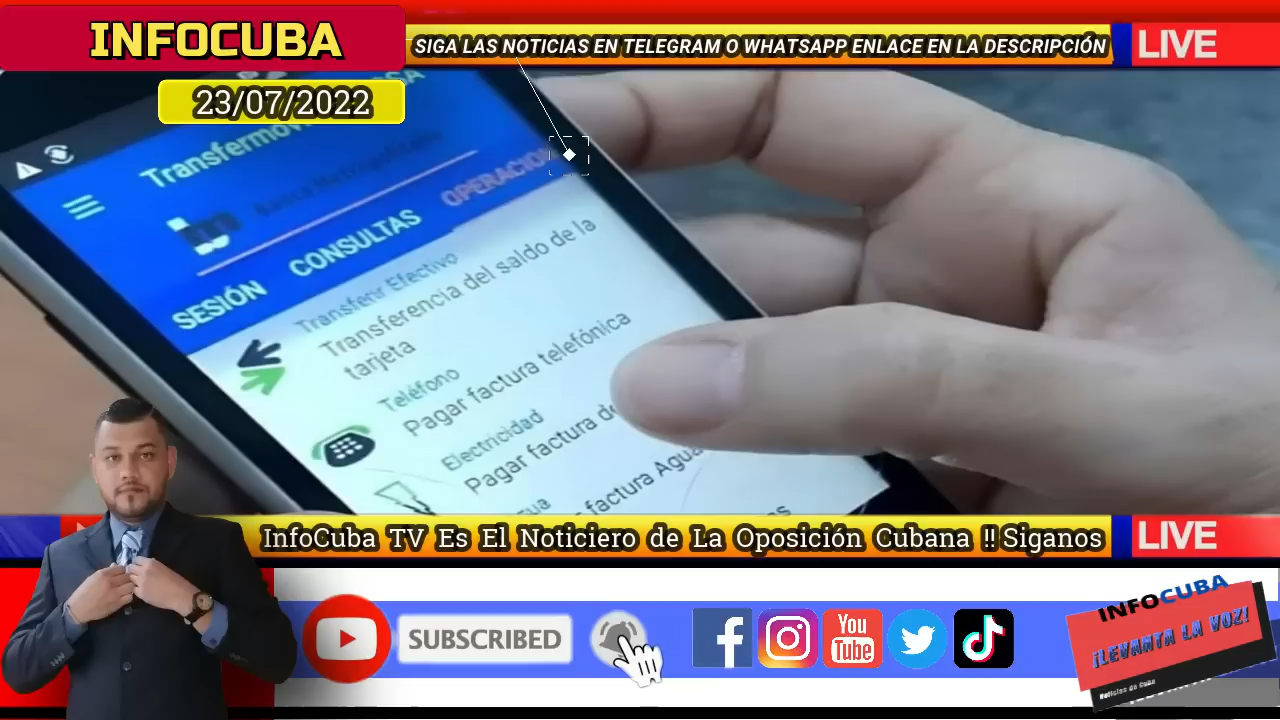 INFOCUBA
SIGA LAS NOTICIAS EN TELEGRAM O WHATSAPP ENLACE EN LA DESCRIPCIÓN
LIVE
23/07/2022
SESIÓN
CONSULTAS
Transferir Efectivo
Transferencia del saldo de la
tarjeta
Teléfono
Pagar factura telefónica
Electricidad
Pagar factura
factura Agua
InfoCuba TV Es El Noticiero de La Oposición Cubana !! Siganos
LIVE
SUBSCRIBED
You
Tube
INFOCUBA
¡LEVANTA LA VOZ!
Noticias de Cuba